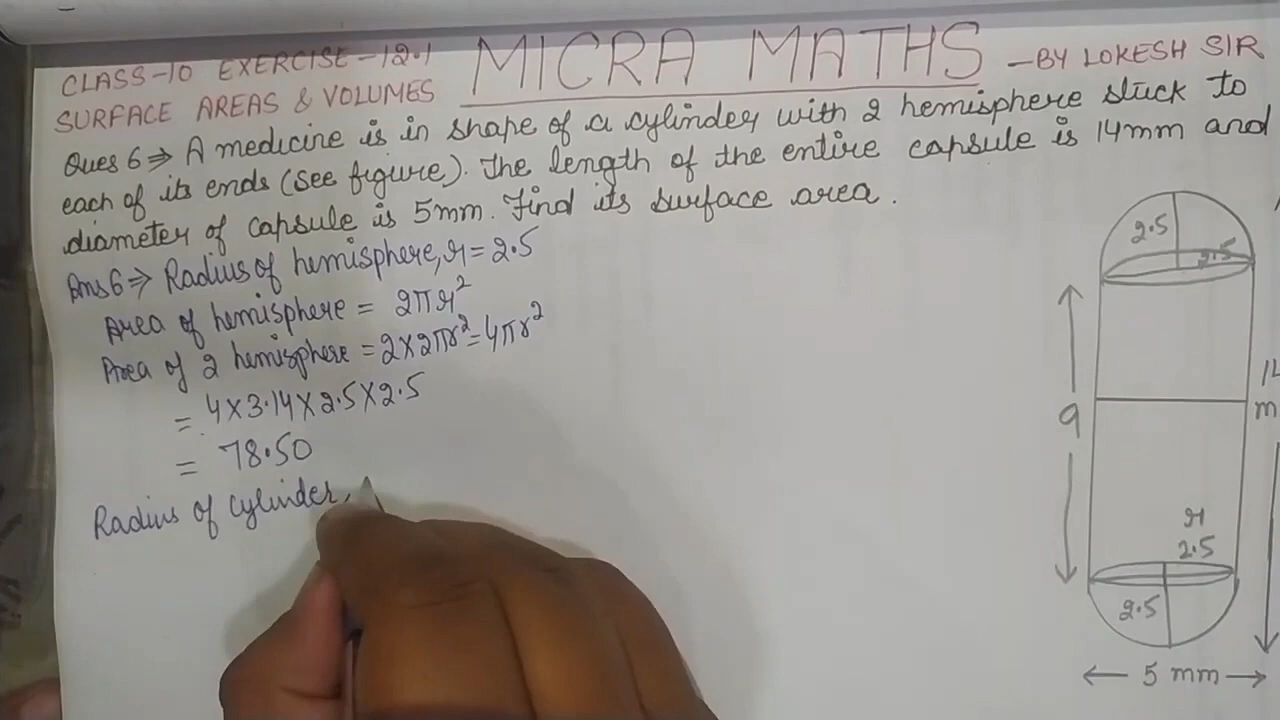 CLASS-10 EXERCISE-12.1
SURFACE AREAS & VOLUMES
MICRA MATHS
-BY LOKESH SIR
Ques 6 ⇒ A medicine is in shape of a cylinder with 2 hemisphere stuck to
each of its ends (See figure). The length of the entire capsule is 14mm and
diameter of capsule is 5mm. Find its surface area.
Ans 6 ⇒ Radius of hemisphere, r = 2.5
Area of hemisphere = 2πr²
Area of 2 hemisphere = 2×2πr² = 4πr²
= 4×3.14×2.5×2.5
= 78.50
Radius of cylinder,
2.5
2.5
9
14
m
r
2.5
2.5
5 mm